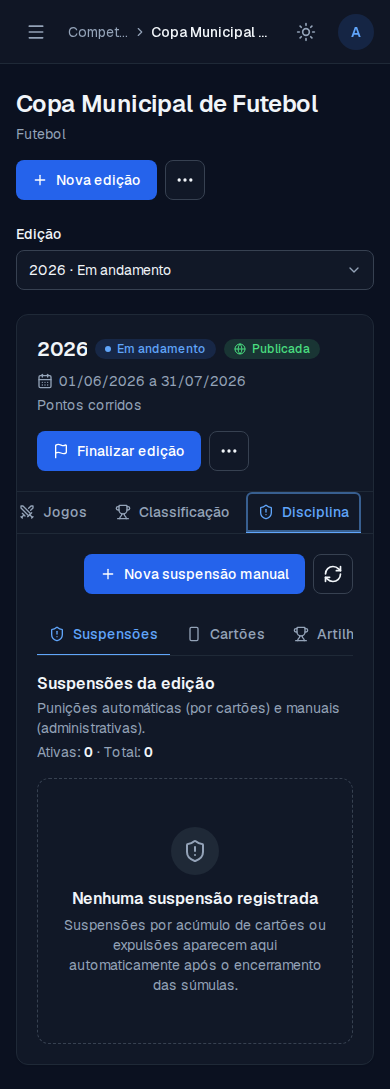 Compet... > Copa Municipal ... A
Copa Municipal de Futebol
Futebol
+ Nova edição ...
Edição
2026 · Em andamento
2026 • Em andamento Publicada
01/06/2026 a 31/07/2026
Pontos corridos
Finalizar edição ...
Jogos Classificação Disciplina
+ Nova suspensão manual
Suspensões Cartões Artilh
Suspensões da edição
Punições automáticas (por cartões) e manuais
(administrativas).
Ativas: 0 · Total: 0
Nenhuma suspensão registrada
Suspensões por acúmulo de cartões ou
expulsões aparecem aqui
automaticamente após o encerramento
das súmulas.